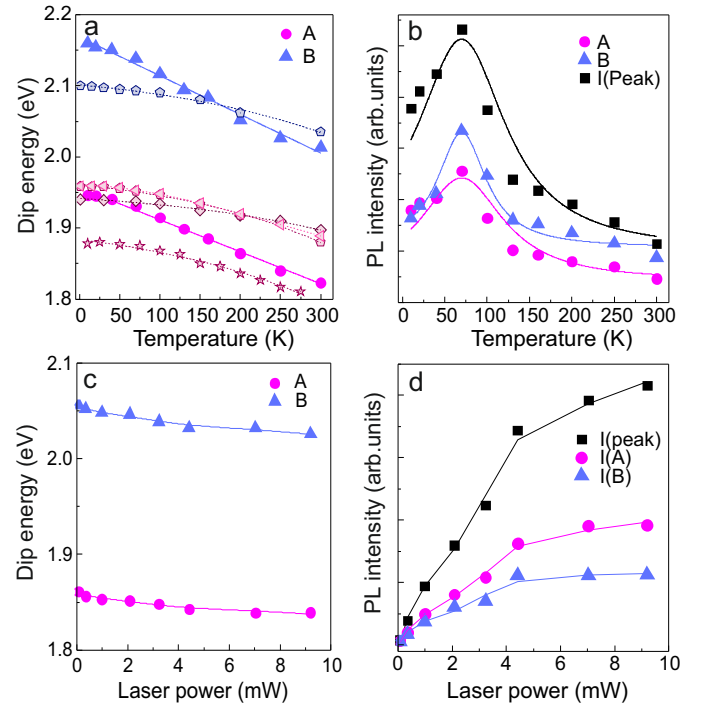 a
A
B
Dip energy (eV)
2.2
2.1
2.0
1.9
1.8
0 50 100 150 200 250 300
Temperature (K)
b
A
B
I(Peak)
PL intensity (arb.units)
0 50 100 150 200 250 300
Temperature (K)
c
A
B
Dip energy (eV)
2.1
2.0
1.9
1.8
0 2 4 6 8 10
Laser power (mW)
d
I(peak)
I(A)
I(B)
PL intensity (arb.units)
0 2 4 6 8 10
Laser power (mW)